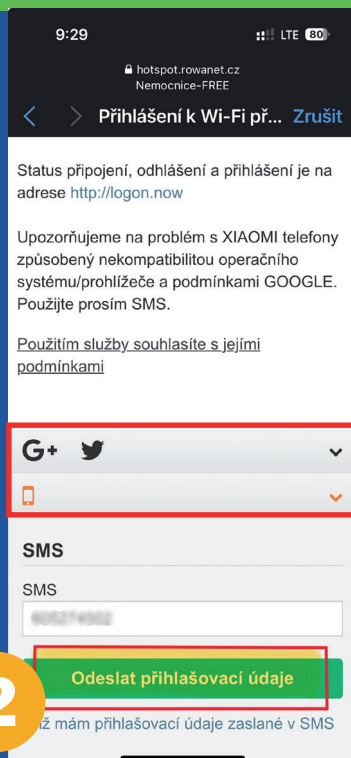 9:29
LTE 80
hotspot.rowanet.cz
Nemocnice-FREE
Přihlášení k Wi-Fi př... Zrušit
Status připojení, odhlášení a přihlášení je na
adrese http://logon.now
Upozorňujeme na problém s XIAOMI telefony
způsobený nekompatibilitou operačního
systému/prohlížeče a podmínkami GOOGLE.
Použijte prosím SMS.
Použitím služby souhlasíte s jejími
podmínkami
G+
SMS
SMS
Odeslat přihlašovací údaje
2
ž mám přihlašovací údaje zaslané v SMS